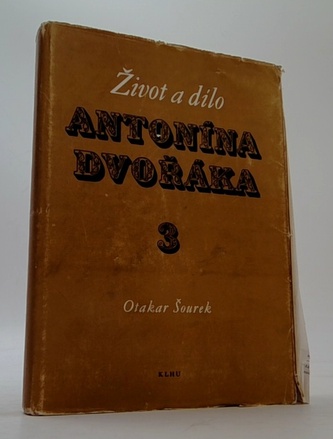 Život a dílo
ANTONÍNA
DVOŘÁKA
3
Otakar Šourek